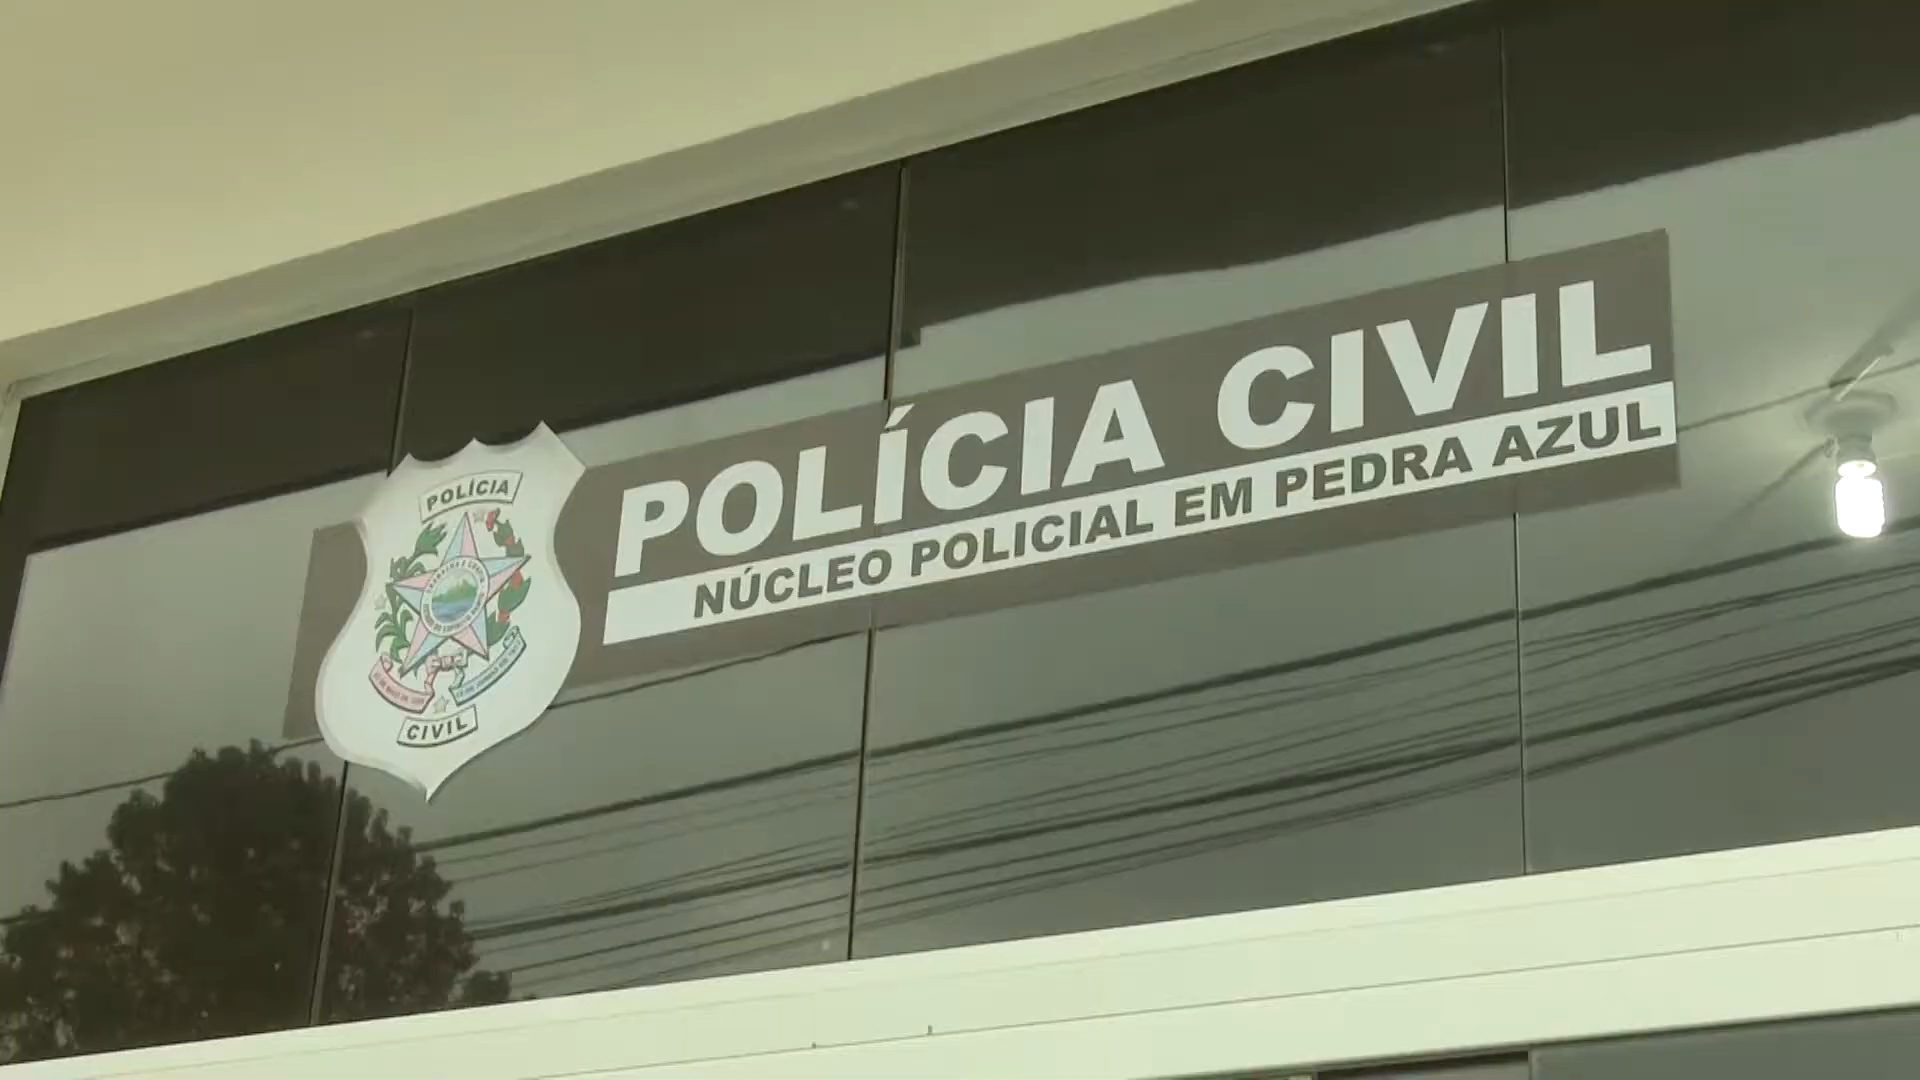 POLÍCIA CIVIL
NÚCLEO POLICIAL EM PEDRA AZUL
POLÍCIA
CIVIL